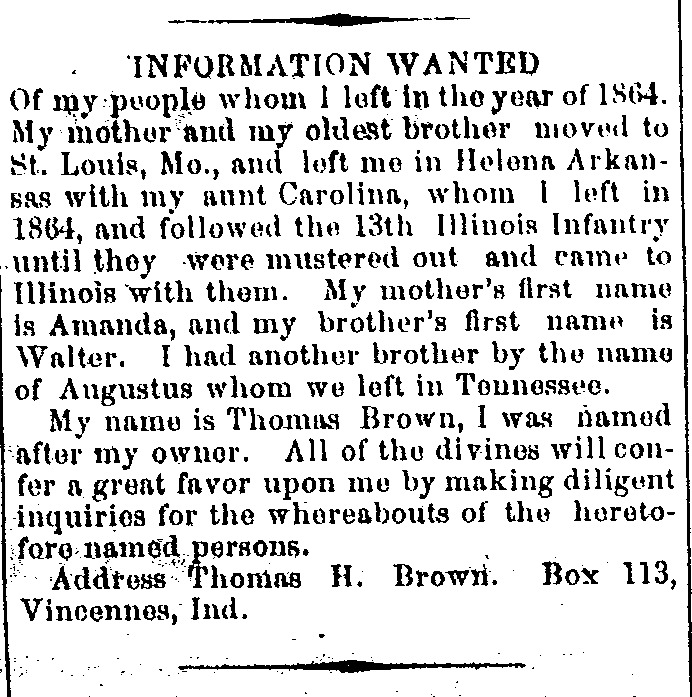 INFORMATION WANTED
Of my people whom I left in the year of 1864.
My mother and my oldest brother moved to
St. Louis, Mo., and left me in Helena Arkan-
sas with my aunt Carolina, whom I left in
1864, and followed the 13th Illinois Infantry
until they were mustered out and came to
Illinois with them. My mother's first name
is Amanda, and my brother's first name is
Walter. I had another brother by the name
of Augustus whom we left in Tennessee.
My name is Thomas Brown, I was named
after my owner. All of the divines will con-
fer a great favor upon me by making diligent
inquiries for the whereabouts of the hereto-
fore named persons.
Address Thomas H. Brown. Box 113,
Vincennes, Ind.